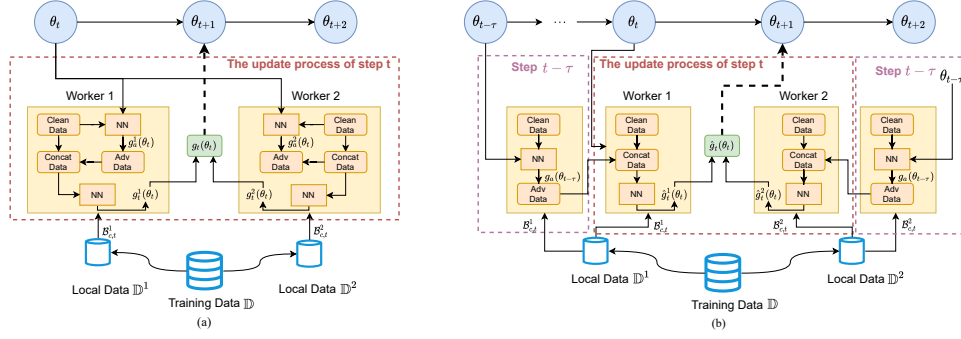 θ_t
θ_{t+1}
θ_{t+2}
The update process of step t
Worker 1
Worker 2
Clean Data
NN
g_a^1(θ_t)
Concat Data
Adv Data
NN
g_t^1(θ_t)
g_t(θ_t)
NN
Clean Data
g_a^2(θ_t)
Adv Data
Concat Data
NN
g_t^2(θ_t)
B_{c,t}^1
B_{c,t}^2
Local Data 𝔻^1
Training Data 𝔻
Local Data 𝔻^2
(a)
θ_{t−τ}
...
θ_t
θ_{t+1}
θ_{t+2}
Step t − τ
The update process of step t
Step t − τ
θ_{t−τ}
Worker 1
Worker 2
Clean Data
NN
g_a(θ_{t−τ})
Adv Data
Clean Data
Concat Data
NN
ĝ_t^1(θ_t)
ĝ_t(θ_t)
Clean Data
Concat Data
NN
ĝ_t^2(θ_t)
Clean Data
NN
g_a(θ_{t−τ})
Adv Data
B_{c,t}^1
B_{c,t}^2
Local Data 𝔻^1
Training Data 𝔻
Local Data 𝔻^2
(b)